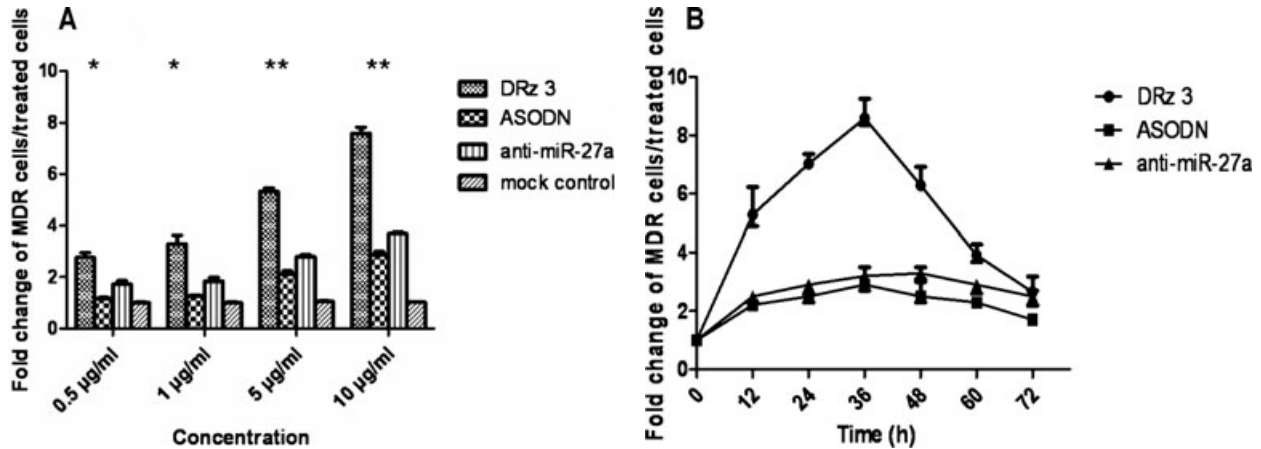 A
Fold change of MDR cells/treated cells
* * ** **
10
8
6
4
2
0
0.5 µg/ml 1 µg/ml 5 µg/ml 10 µg/ml
Concentration
DRz 3
ASODN
anti-miR-27a
mock control
B
Fold change of MDR cells/treated cells
10
8
6
4
2
0
0 12 24 36 48 60 72
Time (h)
DRz 3
ASODN
anti-miR-27a